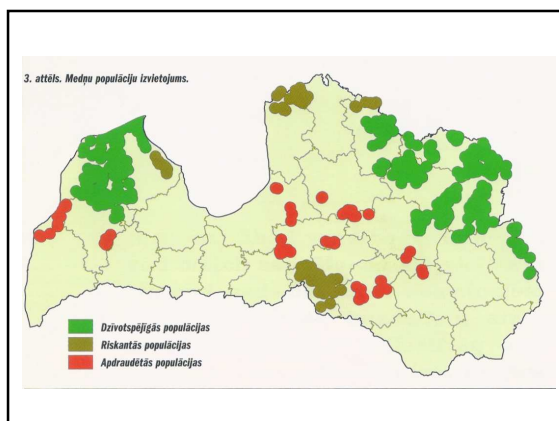 3. attēls. Medņu populāciju izvietojums.
Dzīvotspējīgās populācijas
Riskantās populācijas
Apdraudētās populācijas